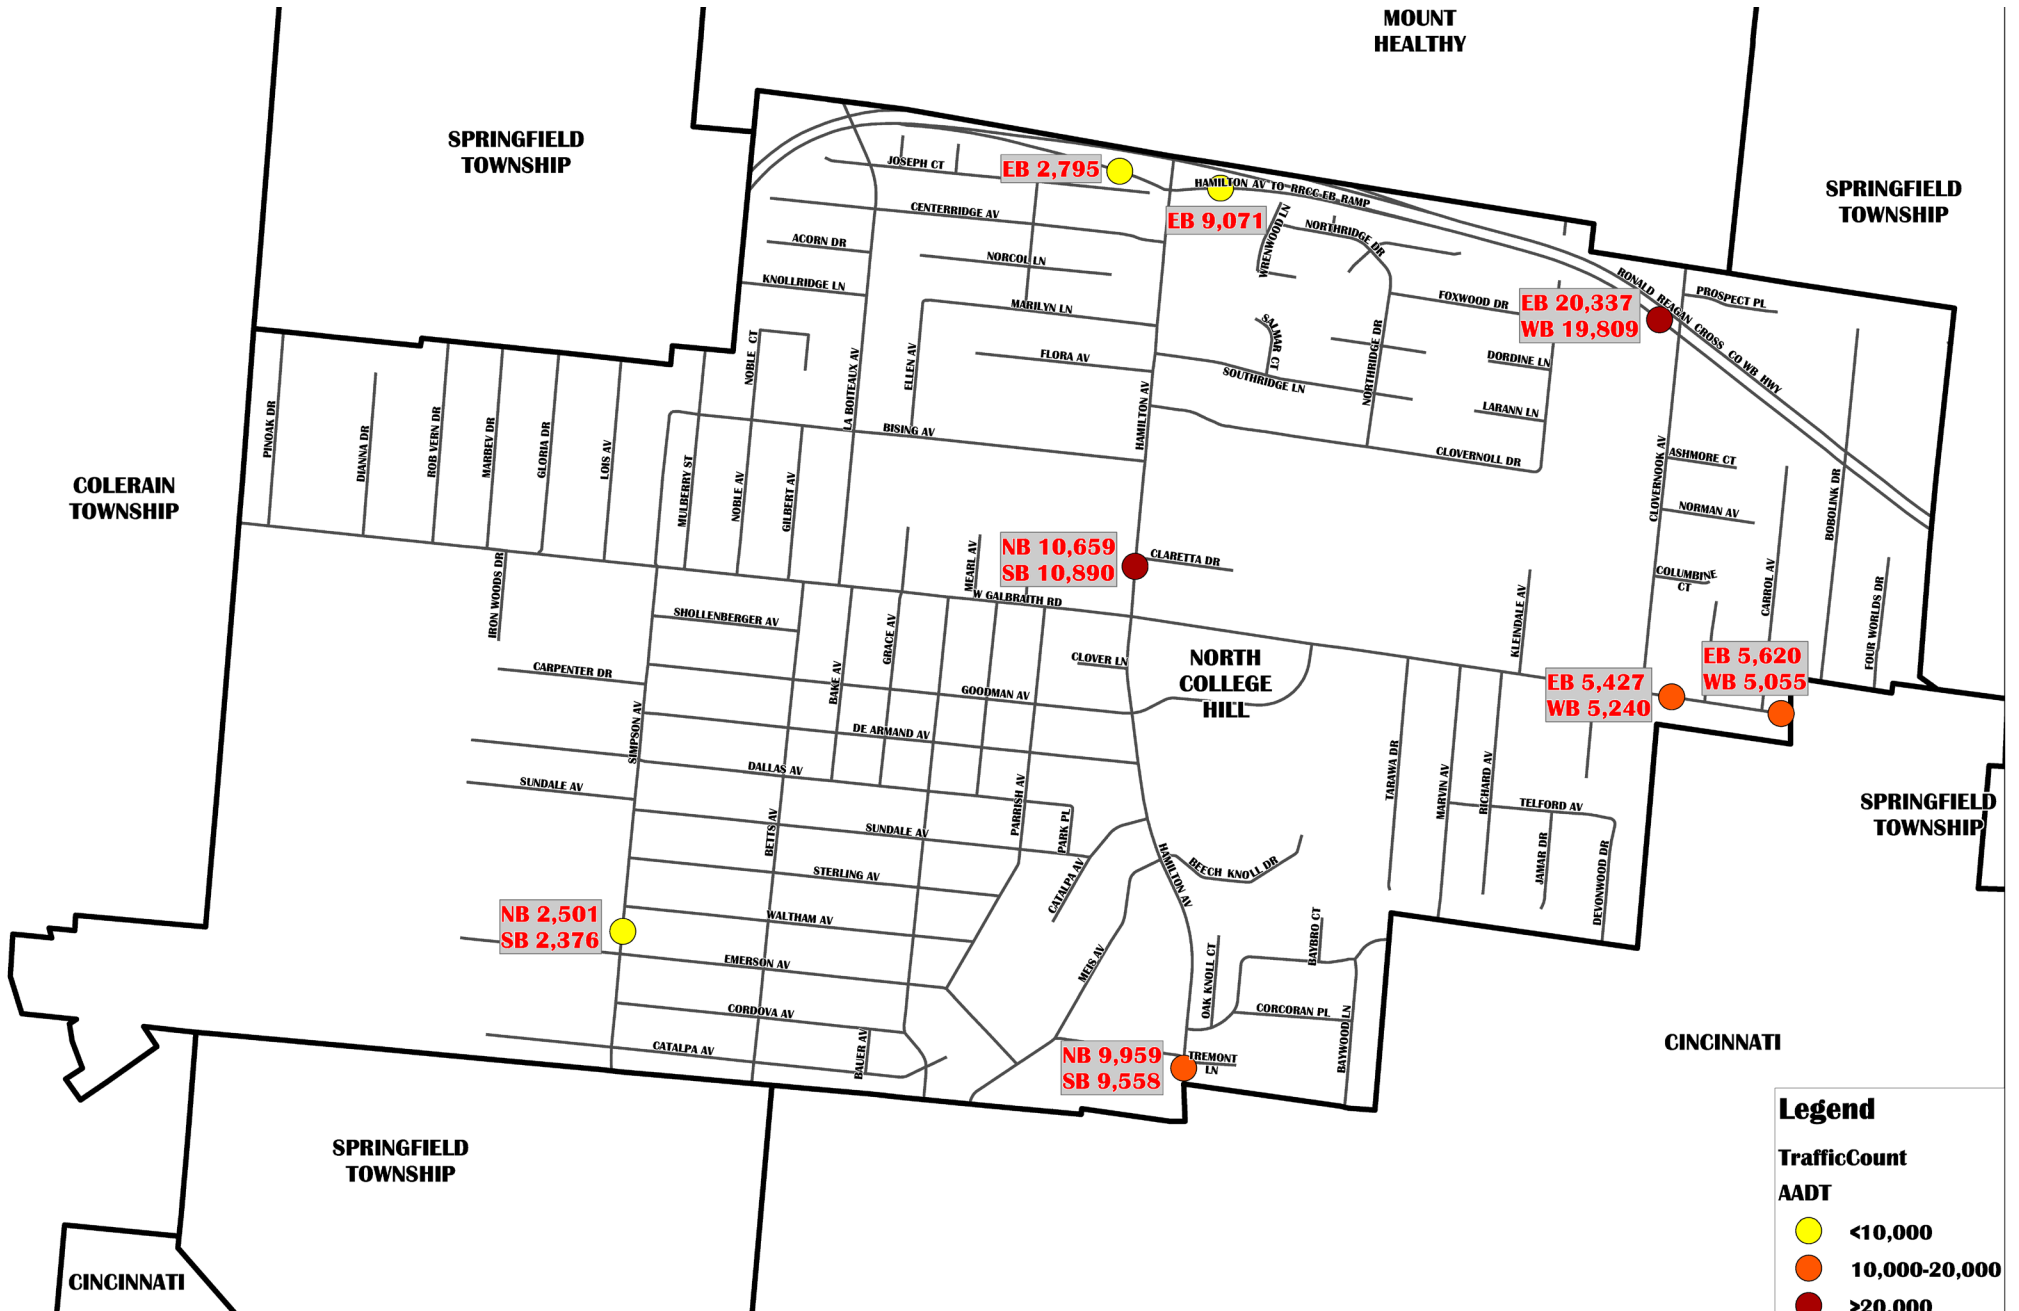 MOUNT
HEALTHY
SPRINGFIELD
TOWNSHIP
SPRINGFIELD
TOWNSHIP
JOSEPH CT
EB 2,795
HAMILTON AV TO RRCC EB RAMP
EB 9,071
CENTERRIDGE AV
WRENWOOD LN
NORTHRIDGE DR
ACORN DR
NORCOL LN
KNOLLRIDGE LN
MARILYN LN
FOXWOOD DR
EB 20,337
WB 19,809
RONALD REAGAN CROSS CO WB HWY
PROSPECT PL
SALMAR CT
NORTHRIDGE DR
NOBLE CT
LA BOITEAUX AV
ELLEN AV
FLORA AV
SOUTHRIDGE LN
DORDINE LN
LARANN LN
HAMILTON AV
BISING AV
CLOVERNOLL DR
CLOVERNOOK AV
ASHMORE CT
NORMAN AV
BOBOLINK DR
COLERAIN
TOWNSHIP
PINOAK DR
DIANNA DR
ROB VERN DR
MARBEV DR
GLORIA DR
LOIS AV
MULBERRY ST
NOBLE AV
GILBERT AV
NB 10,659
SB 10,890
CLARETTA DR
MEARL AV
W GALBRAITH RD
COLUMBINE
CT
CARROL AV
FOUR WORLDS DR
KLEINDALE AV
IRON WOODS DR
SHOLLENBERGER AV
GRACE AV
CLOVER LN
NORTH
COLLEGE
HILL
EB 5,620
WB 5,055
EB 5,427
WB 5,240
CARPENTER DR
BAKE AV
GOODMAN AV
SIMPSON AV
DE ARMAND AV
DALLAS AV
TARAWA DR
MARVIN AV
RICHARD AV
TELFORD AV
SUNDALE AV
SUNDALE AV
BETTS AV
PARRISH AV
PARK PL
JAMAR DR
DEVONWOOD DR
SPRINGFIELD
TOWNSHIP
STERLING AV
CATALPA AV
HAMILTON AV
BEECH KNOLL DR
NB 2,501
SB 2,376
WALTHAM AV
EMERSON AV
MEIS AV
OAK KNOLL CT
BAYBRO CT
CORDOVA AV
CORCORAN PL
BAYWOOD LN
CATALPA AV
BAUER AV
NB 9,959
SB 9,558
TREMONT
LN
CINCINNATI
SPRINGFIELD
TOWNSHIP
CINCINNATI
Legend
TrafficCount
AADT
<10,000
10,000-20,000
>20,000